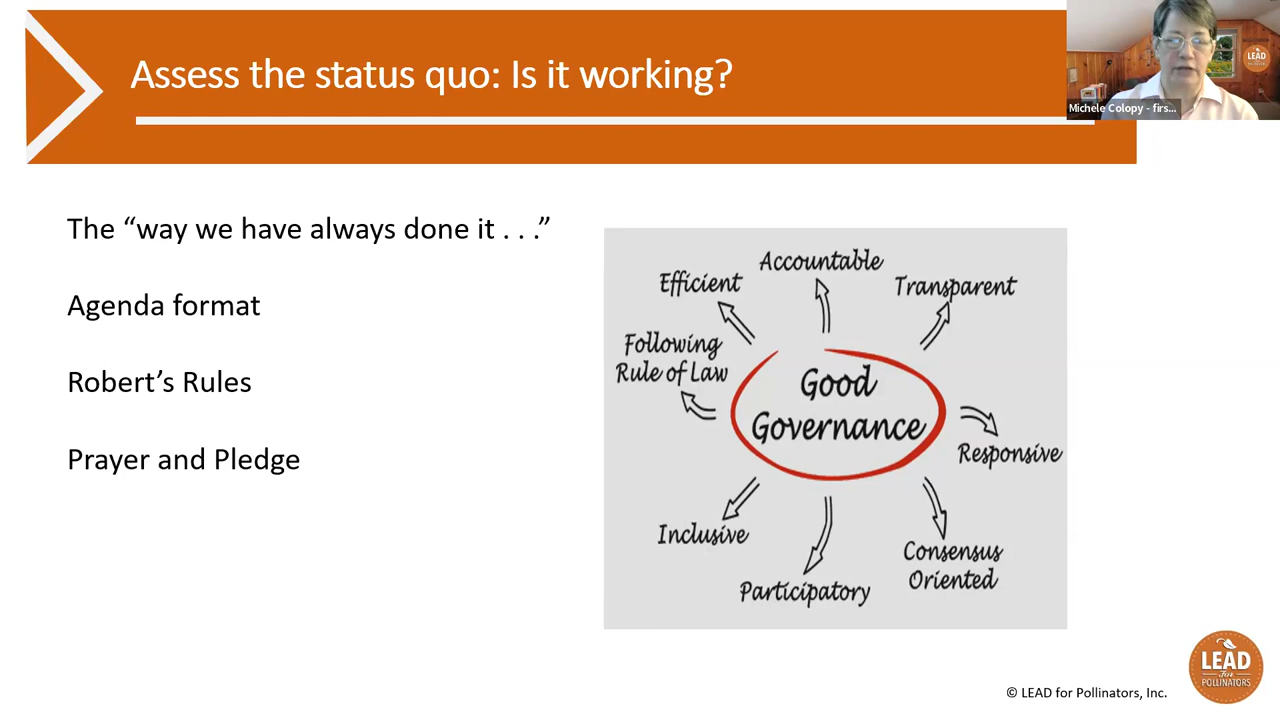 Assess the status quo: Is it working?
LEAD
Michele Colopy - firs...
The “way we have always done it . . .”
Agenda format
Robert’s Rules
Prayer and Pledge
Accountable
Efficient
Transparent
Following
Rule of Law
Good
Governance
Responsive
Inclusive
Consensus
Oriented
Participatory
LEAD
for
POLLINATORS
© LEAD for Pollinators, Inc.